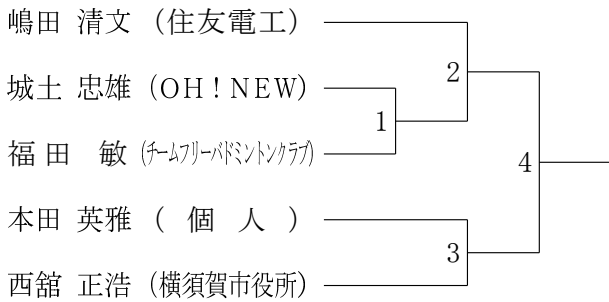 嶋田 清文 (住友電工)
2
城土 忠雄 (OH！NEW)
1
福田 敏 (チームフリーバドミントンクラブ)
4
本田 英雅 (個人)
3
西舘 正浩 (横須賀市役所)